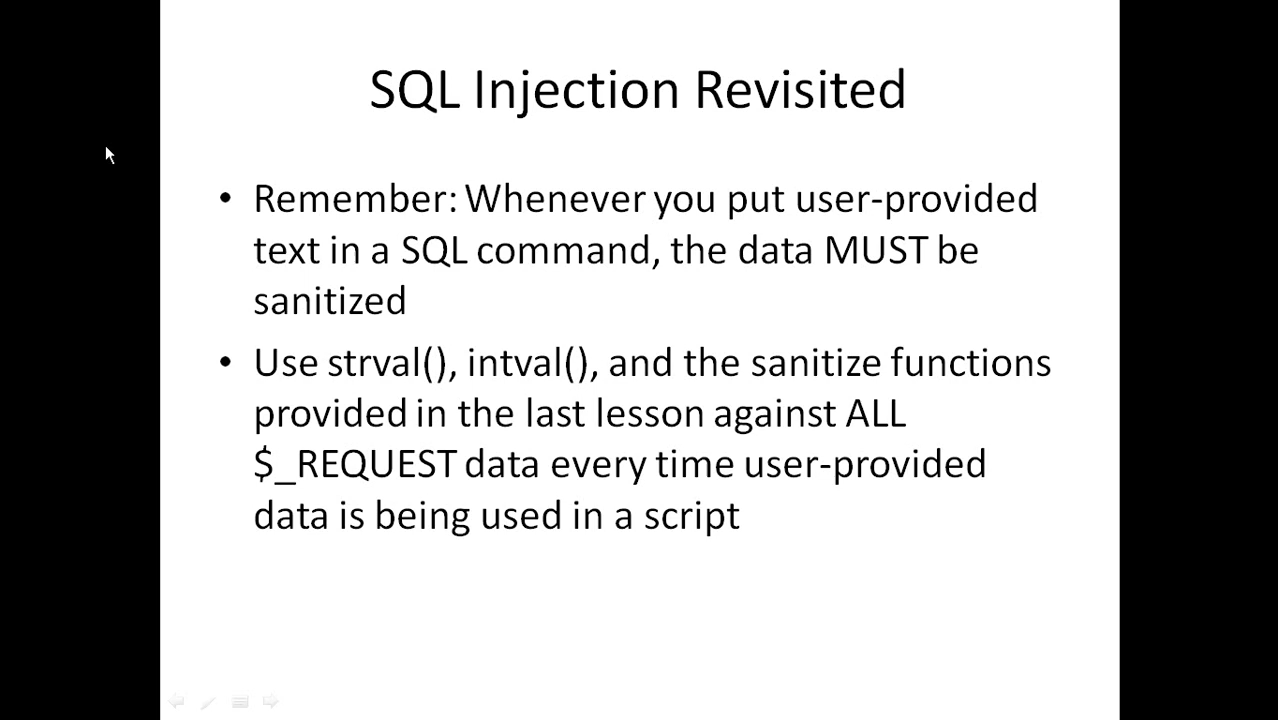 SQL Injection Revisited
• Remember: Whenever you put user-provided
text in a SQL command, the data MUST be
sanitized
• Use strval(), intval(), and the sanitize functions
provided in the last lesson against ALL
$_REQUEST data every time user-provided
data is being used in a script